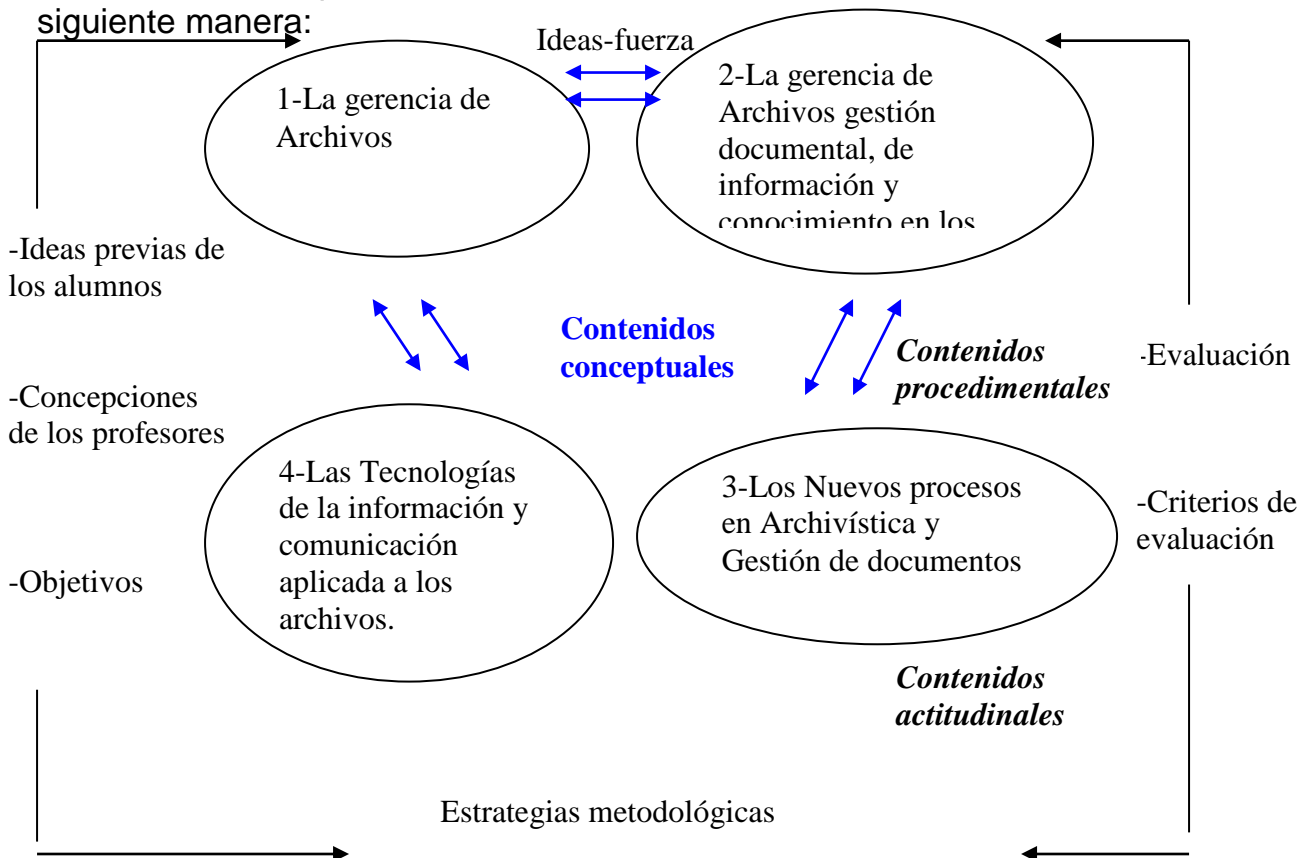 siguiente manera:
Ideas-fuerza
1-La gerencia de
Archivos
2-La gerencia de
Archivos gestión
documental, de
información y
conocimiento en los
-Ideas previas de
los alumnos
Contenidos
conceptuales
Contenidos
procedimentales
-Evaluación
-Concepciones
de los profesores
4-Las Tecnologías
de la información y
comunicación
aplicada a los
archivos.
3-Los Nuevos procesos
en Archivística y
Gestión de documentos
-Criterios de
evaluación
-Objetivos
Contenidos
actitudinales
Estrategias metodológicas